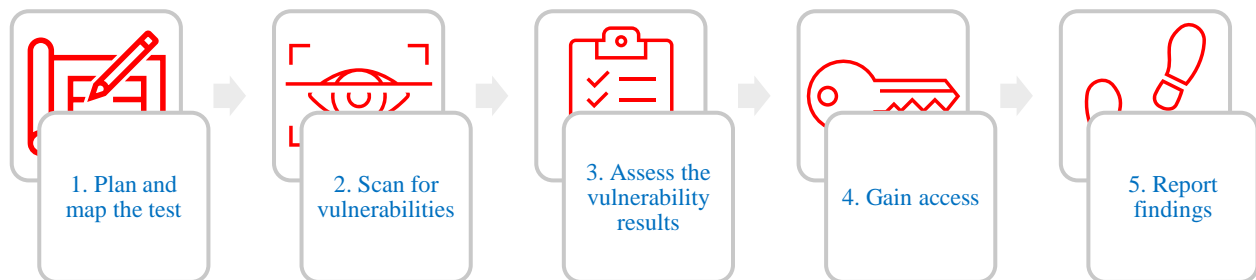 1. Plan and
map the test
2. Scan for
vulnerabilities
3. Assess the
vulnerability
results
4. Gain access
5. Report
findings